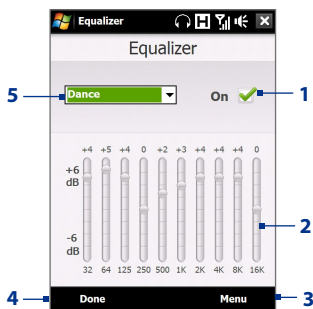 Equalizer
H
Equalizer
5
Dance
On
1
+4 +5 +4 0 +2 +3 +4 +4 +4 0
+6
dB
-6
dB
2
32 64 125 250 500 1K 2K 4K 8K 16K
4
Done
Menu
3